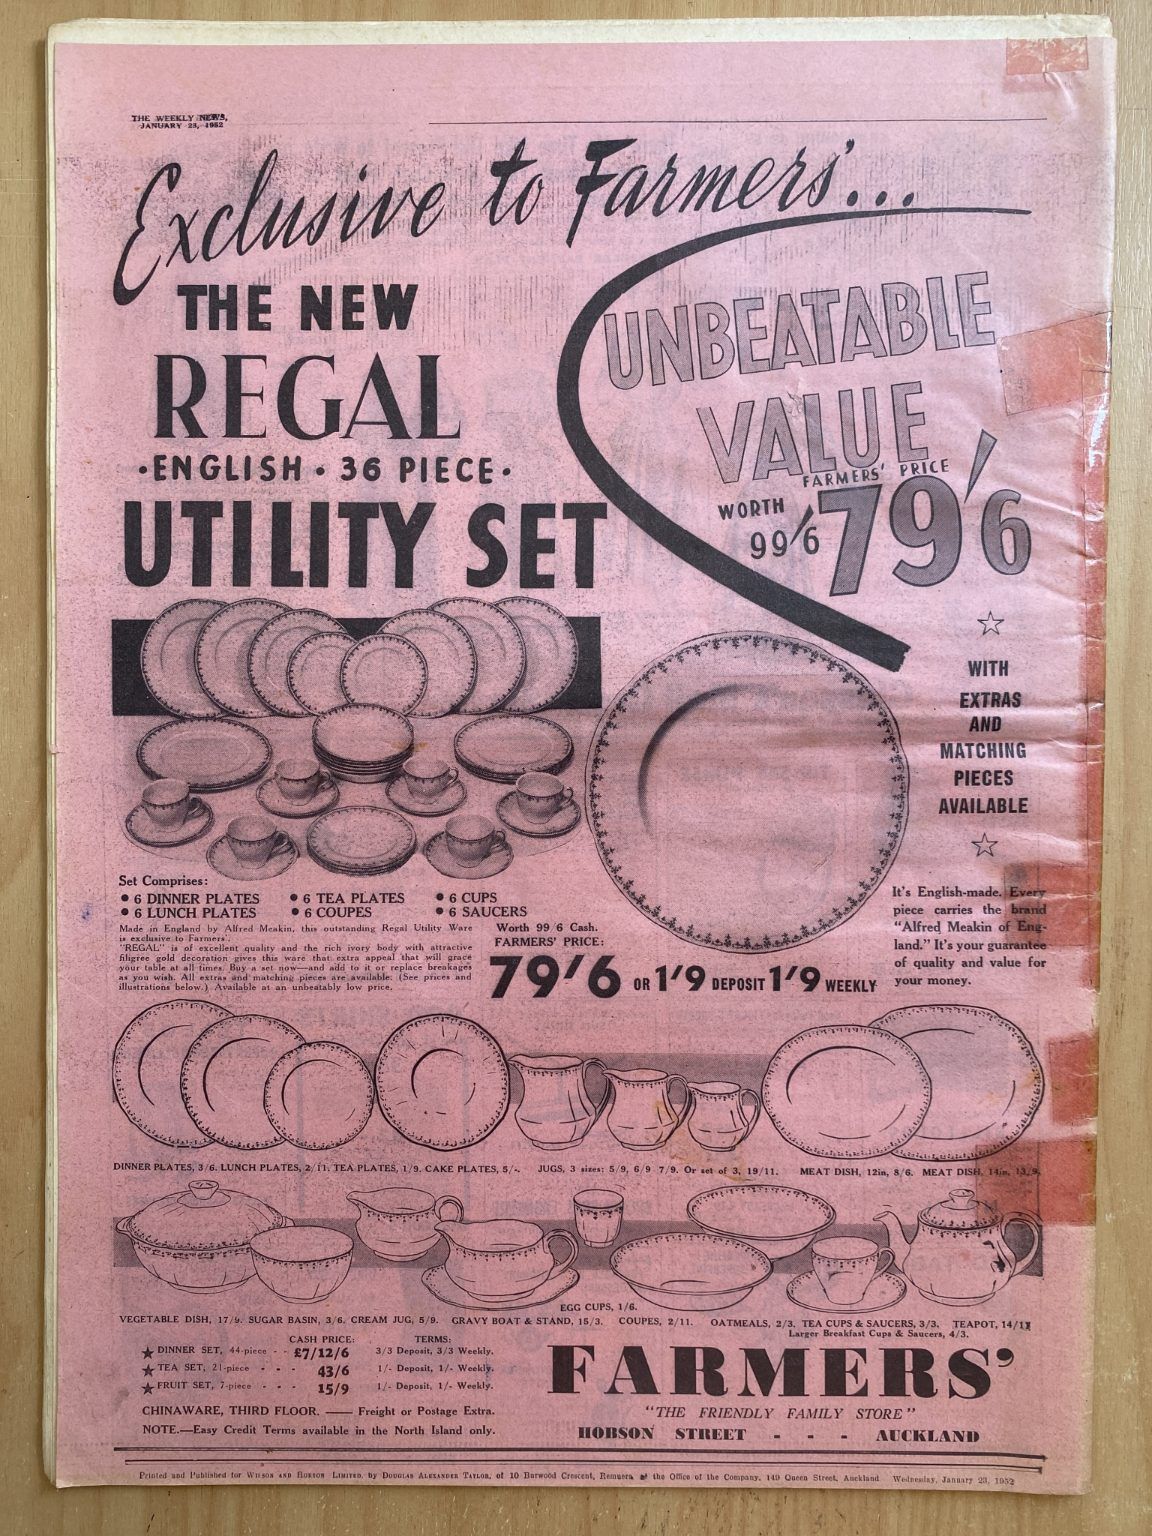 THE WEEKLY NEWS,
JANUARY 23, 1952
Exclusive to Farmers'...
THE NEW
REGAL
·ENGLISH · 36 PIECE·
UTILITY SET
UNBEATABLE
VALUE
FARMERS' PRICE
WORTH
99/6
79/6
☆
WITH
EXTRAS
AND
MATCHING
PIECES
AVAILABLE
☆
Set Comprises:
• 6 DINNER PLATES • 6 TEA PLATES • 6 CUPS
• 6 LUNCH PLATES • 6 COUPES • 6 SAUCERS
Made in England by Alfred Meakin, this outstanding Regal Utility Ware
is exclusive to Farmers'.
"REGAL" is of excellent quality and the rich ivory body with attractive
filigree gold decoration gives this ware that extra appeal that will grace
your table at all times. Buy a set now—and add to it or replace breakages
as you wish. All extras and matching pieces are available. (See prices and
illustrations below.) Available at an unbeatably low price.
Worth 99/6 Cash.
FARMERS' PRICE:
79/6 OR 1/9 DEPOSIT 1/9 WEEKLY
It's English-made. Every
piece carries the brand
"Alfred Meakin of Eng-
land." It's your guarantee
of quality and value for
your money.
DINNER PLATES, 3/6. LUNCH PLATES, 2/11. TEA PLATES, 1/9. CAKE PLATES, 5/-. JUGS, 3 sizes: 5/9, 6/9 7/9. Or set of 3, 19/11. MEAT DISH, 12in, 8/6. MEAT DISH, 14in, 13/9.
EGG CUPS, 1/6.
VEGETABLE DISH, 17/9. SUGAR BASIN, 3/6. CREAM JUG, 5/9. GRAVY BOAT & STAND, 15/3. COUPES, 2/11. OATMEALS, 2/3. TEA CUPS & SAUCERS, 3/3. TEAPOT, 14/11
Larger Breakfast Cups & Saucers, 4/3.
CASH PRICE: TERMS:
★ DINNER SET, 44-piece - - £7/12/6 3/3 Deposit, 3/3 Weekly.
★ TEA SET, 21-piece - - - 43/6 1/- Deposit, 1/- Weekly.
★ FRUIT SET, 7-piece - - - 15/9 1/- Deposit, 1/- Weekly.
CHINAWARE, THIRD FLOOR. —— Freight or Postage Extra.
NOTE.—Easy Credit Terms available in the North Island only.
FARMERS'
"THE FRIENDLY FAMILY STORE"
HOBSON STREET - - - AUCKLAND
Printed and Published for WILSON AND HORTON LIMITED, by DOUGLAS ALEXANDER TAYLOR, of 10 Burwood Crescent, Remuera, at the Office of the Company, 149 Queen Street, Auckland Wednesday, January 23, 1952